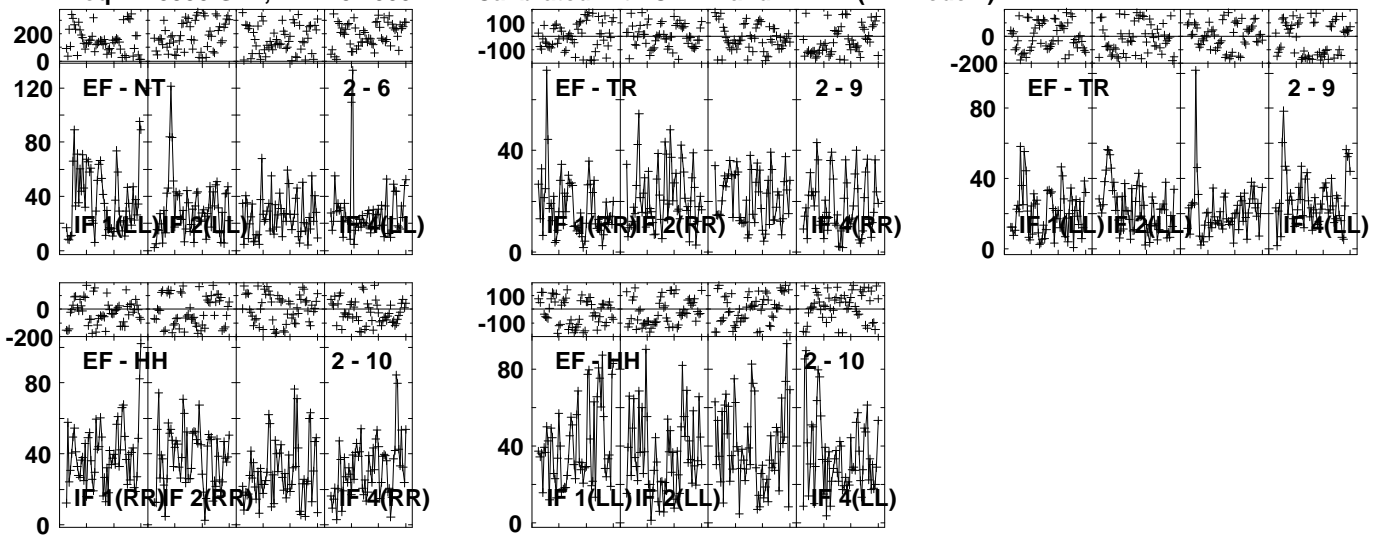 200
0
100
-100
0
-200
EF - NT 2 - 6
120
80
40
0
IF 1(LL) IF 2(LL) IF 4(LL)
EF - TR 2 - 9
40
0
IF 1(RR) IF 2(RR) IF 4(RR)
EF - TR 2 - 9
80
40
0
IF 1(LL) IF 2(LL) IF 4(LL)
0
-200
100
-100
EF - HH 2 - 10
80
40
0
IF 1(RR) IF 2(RR) IF 4(RR)
EF - HH 2 - 10
80
40
0
IF 1(LL) IF 2(LL) IF 4(LL)